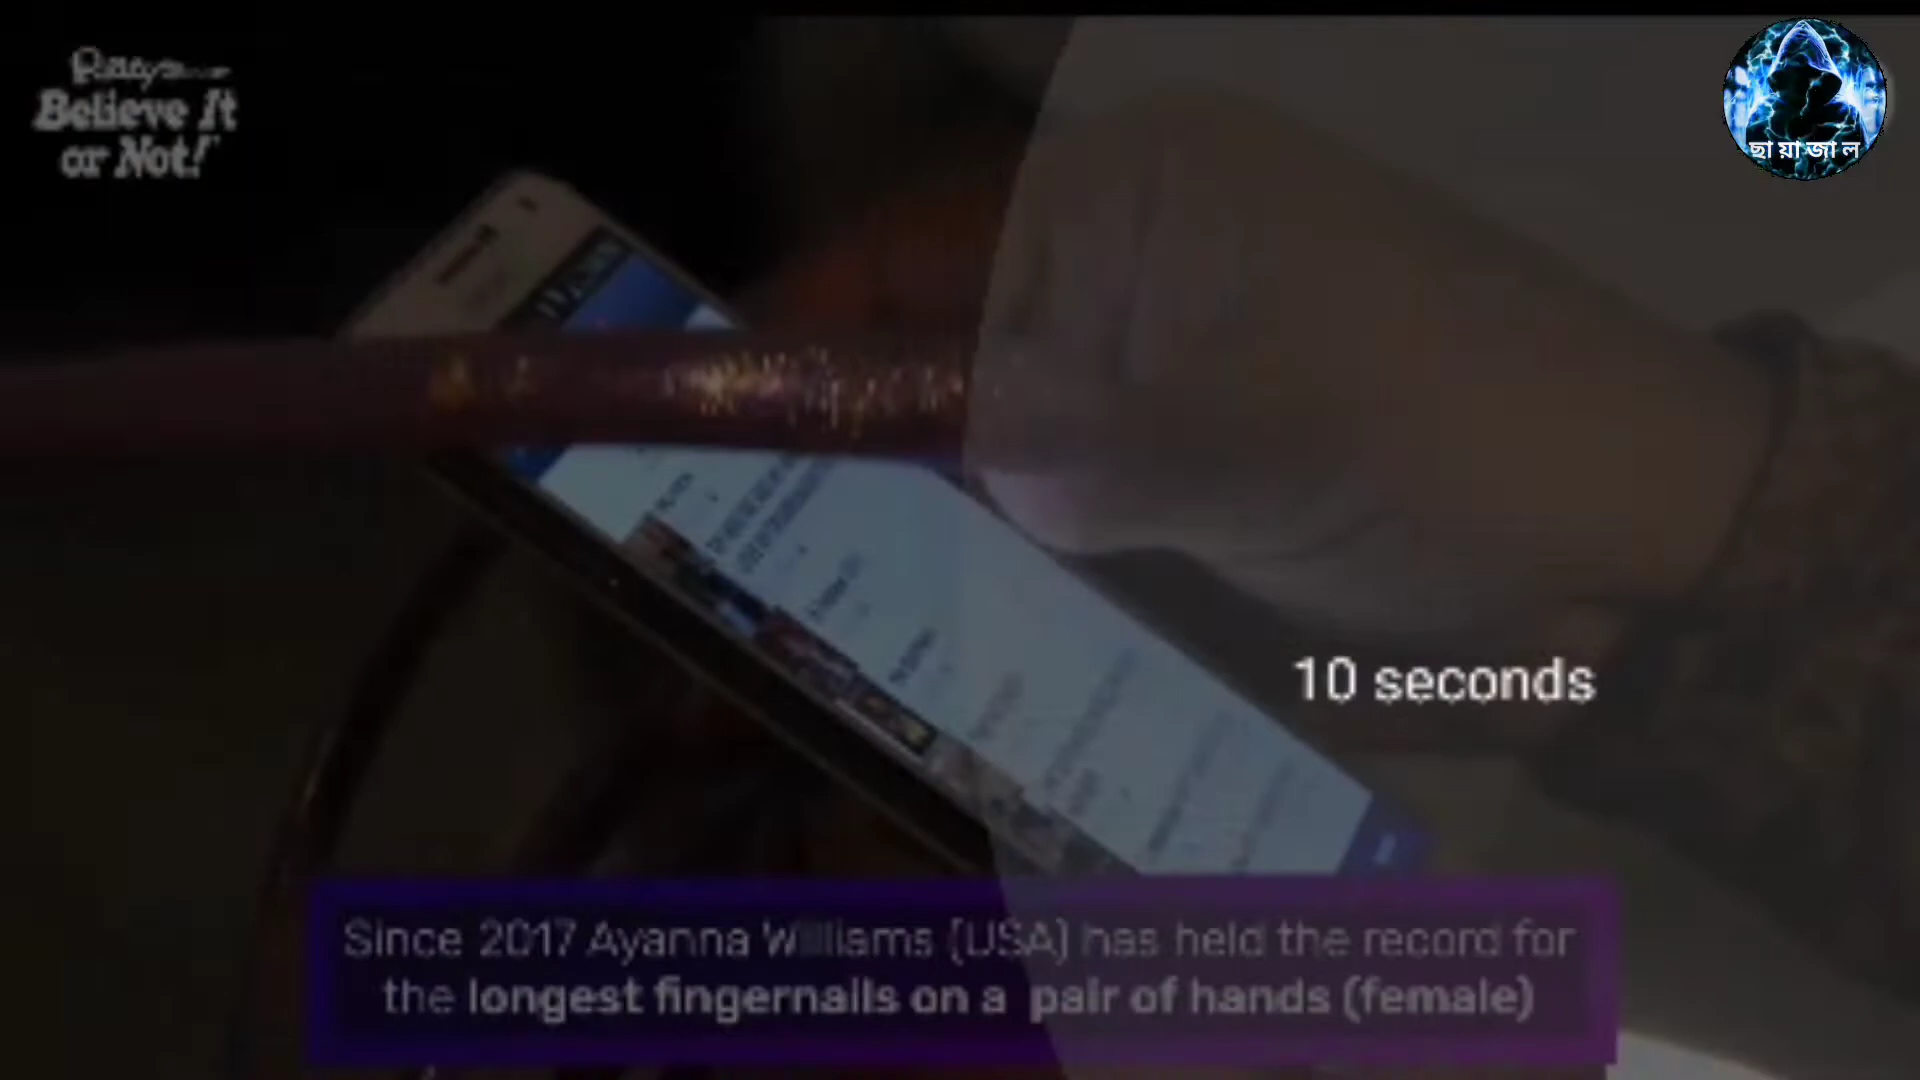 Ripley's
Believe It
or Not!
ছায়াজাল
10 seconds
Since 2017 Ayanna Williams (USA) has held the record for
the longest fingernails on a pair of hands (female)